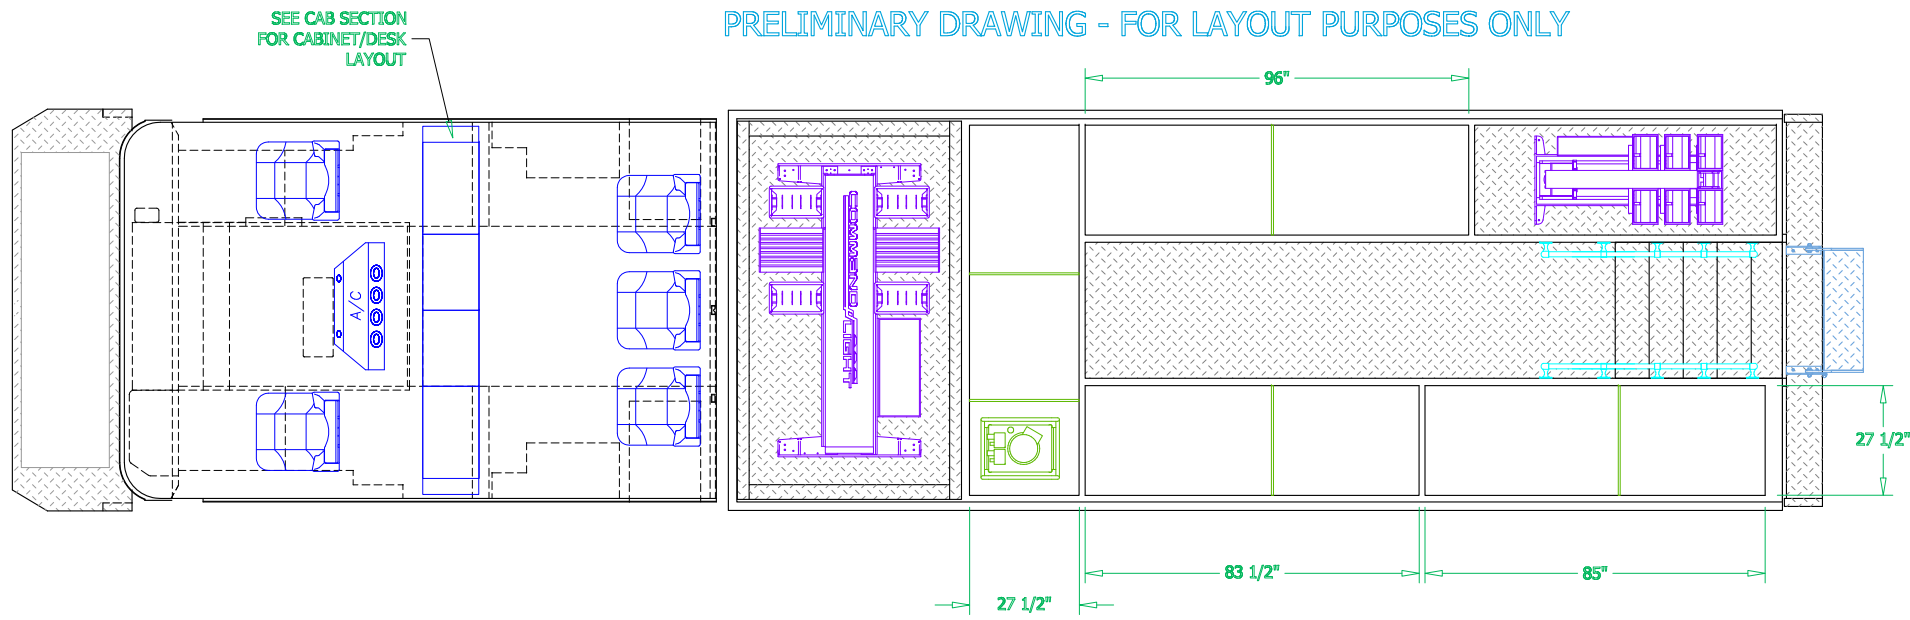 SEE CAB SECTION
FOR CABINET/DESK
LAYOUT
PRELIMINARY DRAWING - FOR LAYOUT PURPOSES ONLY
96"
A/C
COMMAND LIGHT
27 1/2"
83 1/2"
85"
27 1/2"